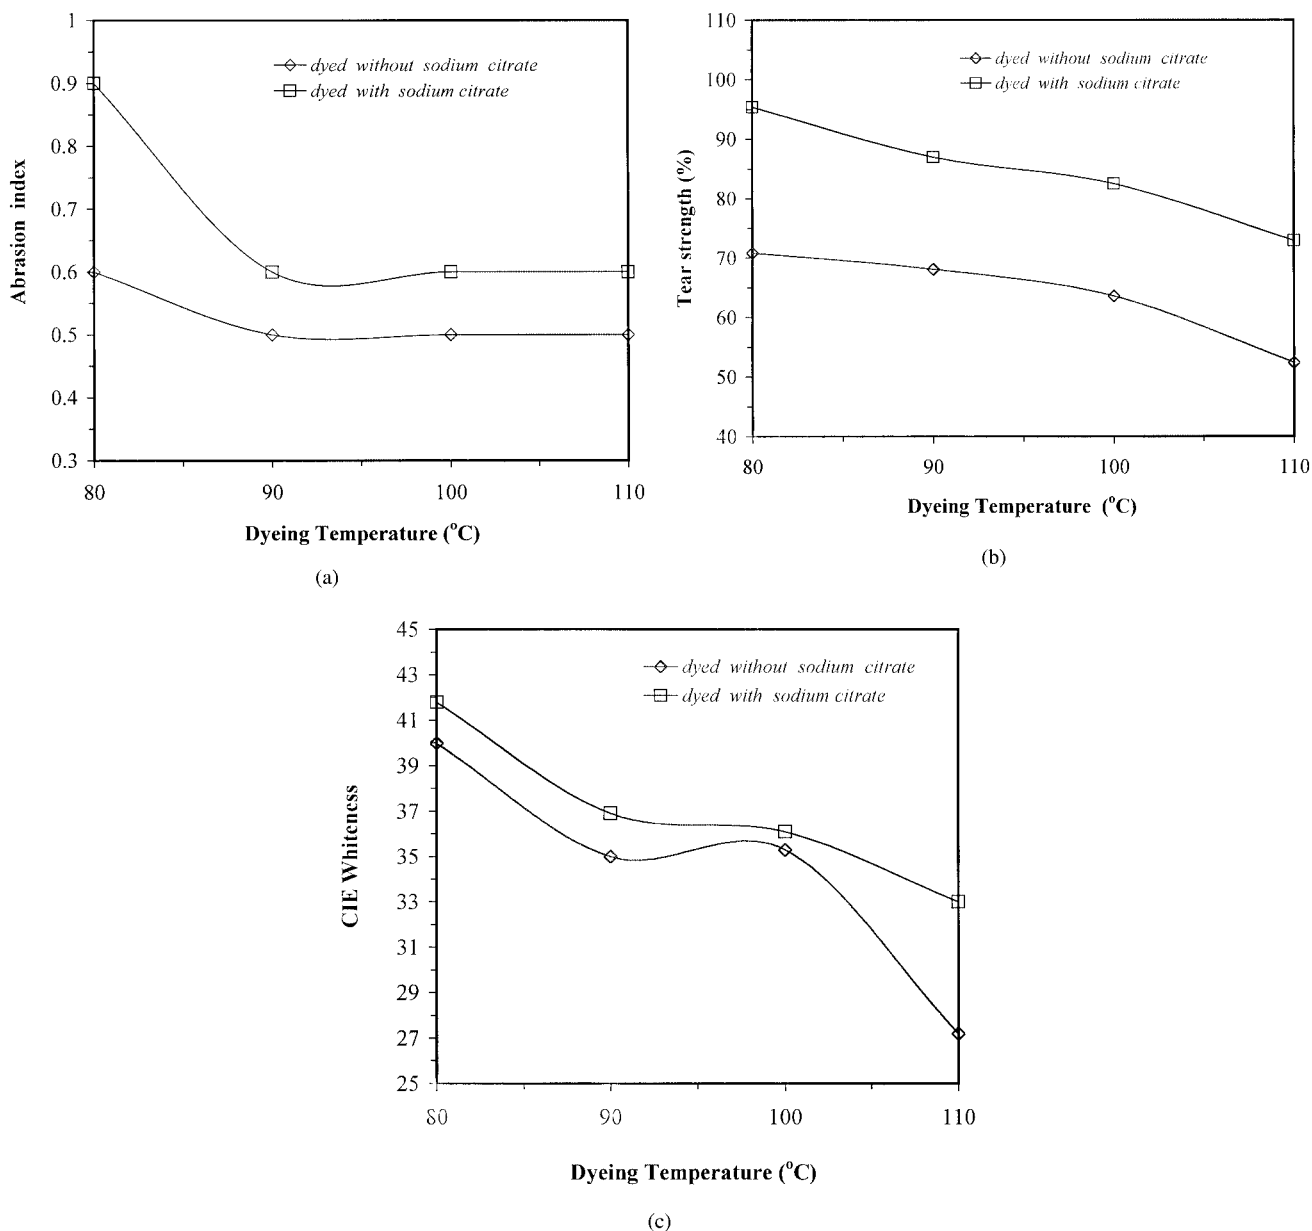 1
0.9
0.8
0.7
0.6
0.5
0.4
0.3
Abrasion index
dyed without sodium citrate
dyed with sodium citrate
80 90 100 110
Dyeing Temperature (°C)
(a)
110
100
90
80
70
60
50
40
Tear strength (%)
dyed without sodium citrate
dyed with sodium citrate
80 90 100 110
Dyeing Temperature (°C)
(b)
45
43
41
39
37
35
33
31
29
27
25
CIE Whiteness
dyed without sodium citrate
dyed with sodium citrate
80 90 100 110
Dyeing Temperature (°C)
(c)